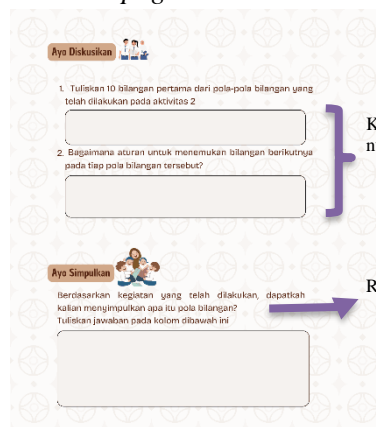 Ayo Diskusikan
1. Tuliskan 10 bilangan pertama dari pola-pola bilangan yang
telah dilakukan pada aktivitas 2
2. Bagaimana aturan untuk menemukan bilangan berikutnya
pada tiap pola bilangan tersebut?
Ayo Simpulkan
Berdasarkan kegiatan yang telah dilakukan, dapatkah
kalian menyimpulkan apa itu pola bilangan?
Tuliskan jawaban pada kolom dibawah ini
K
n
R